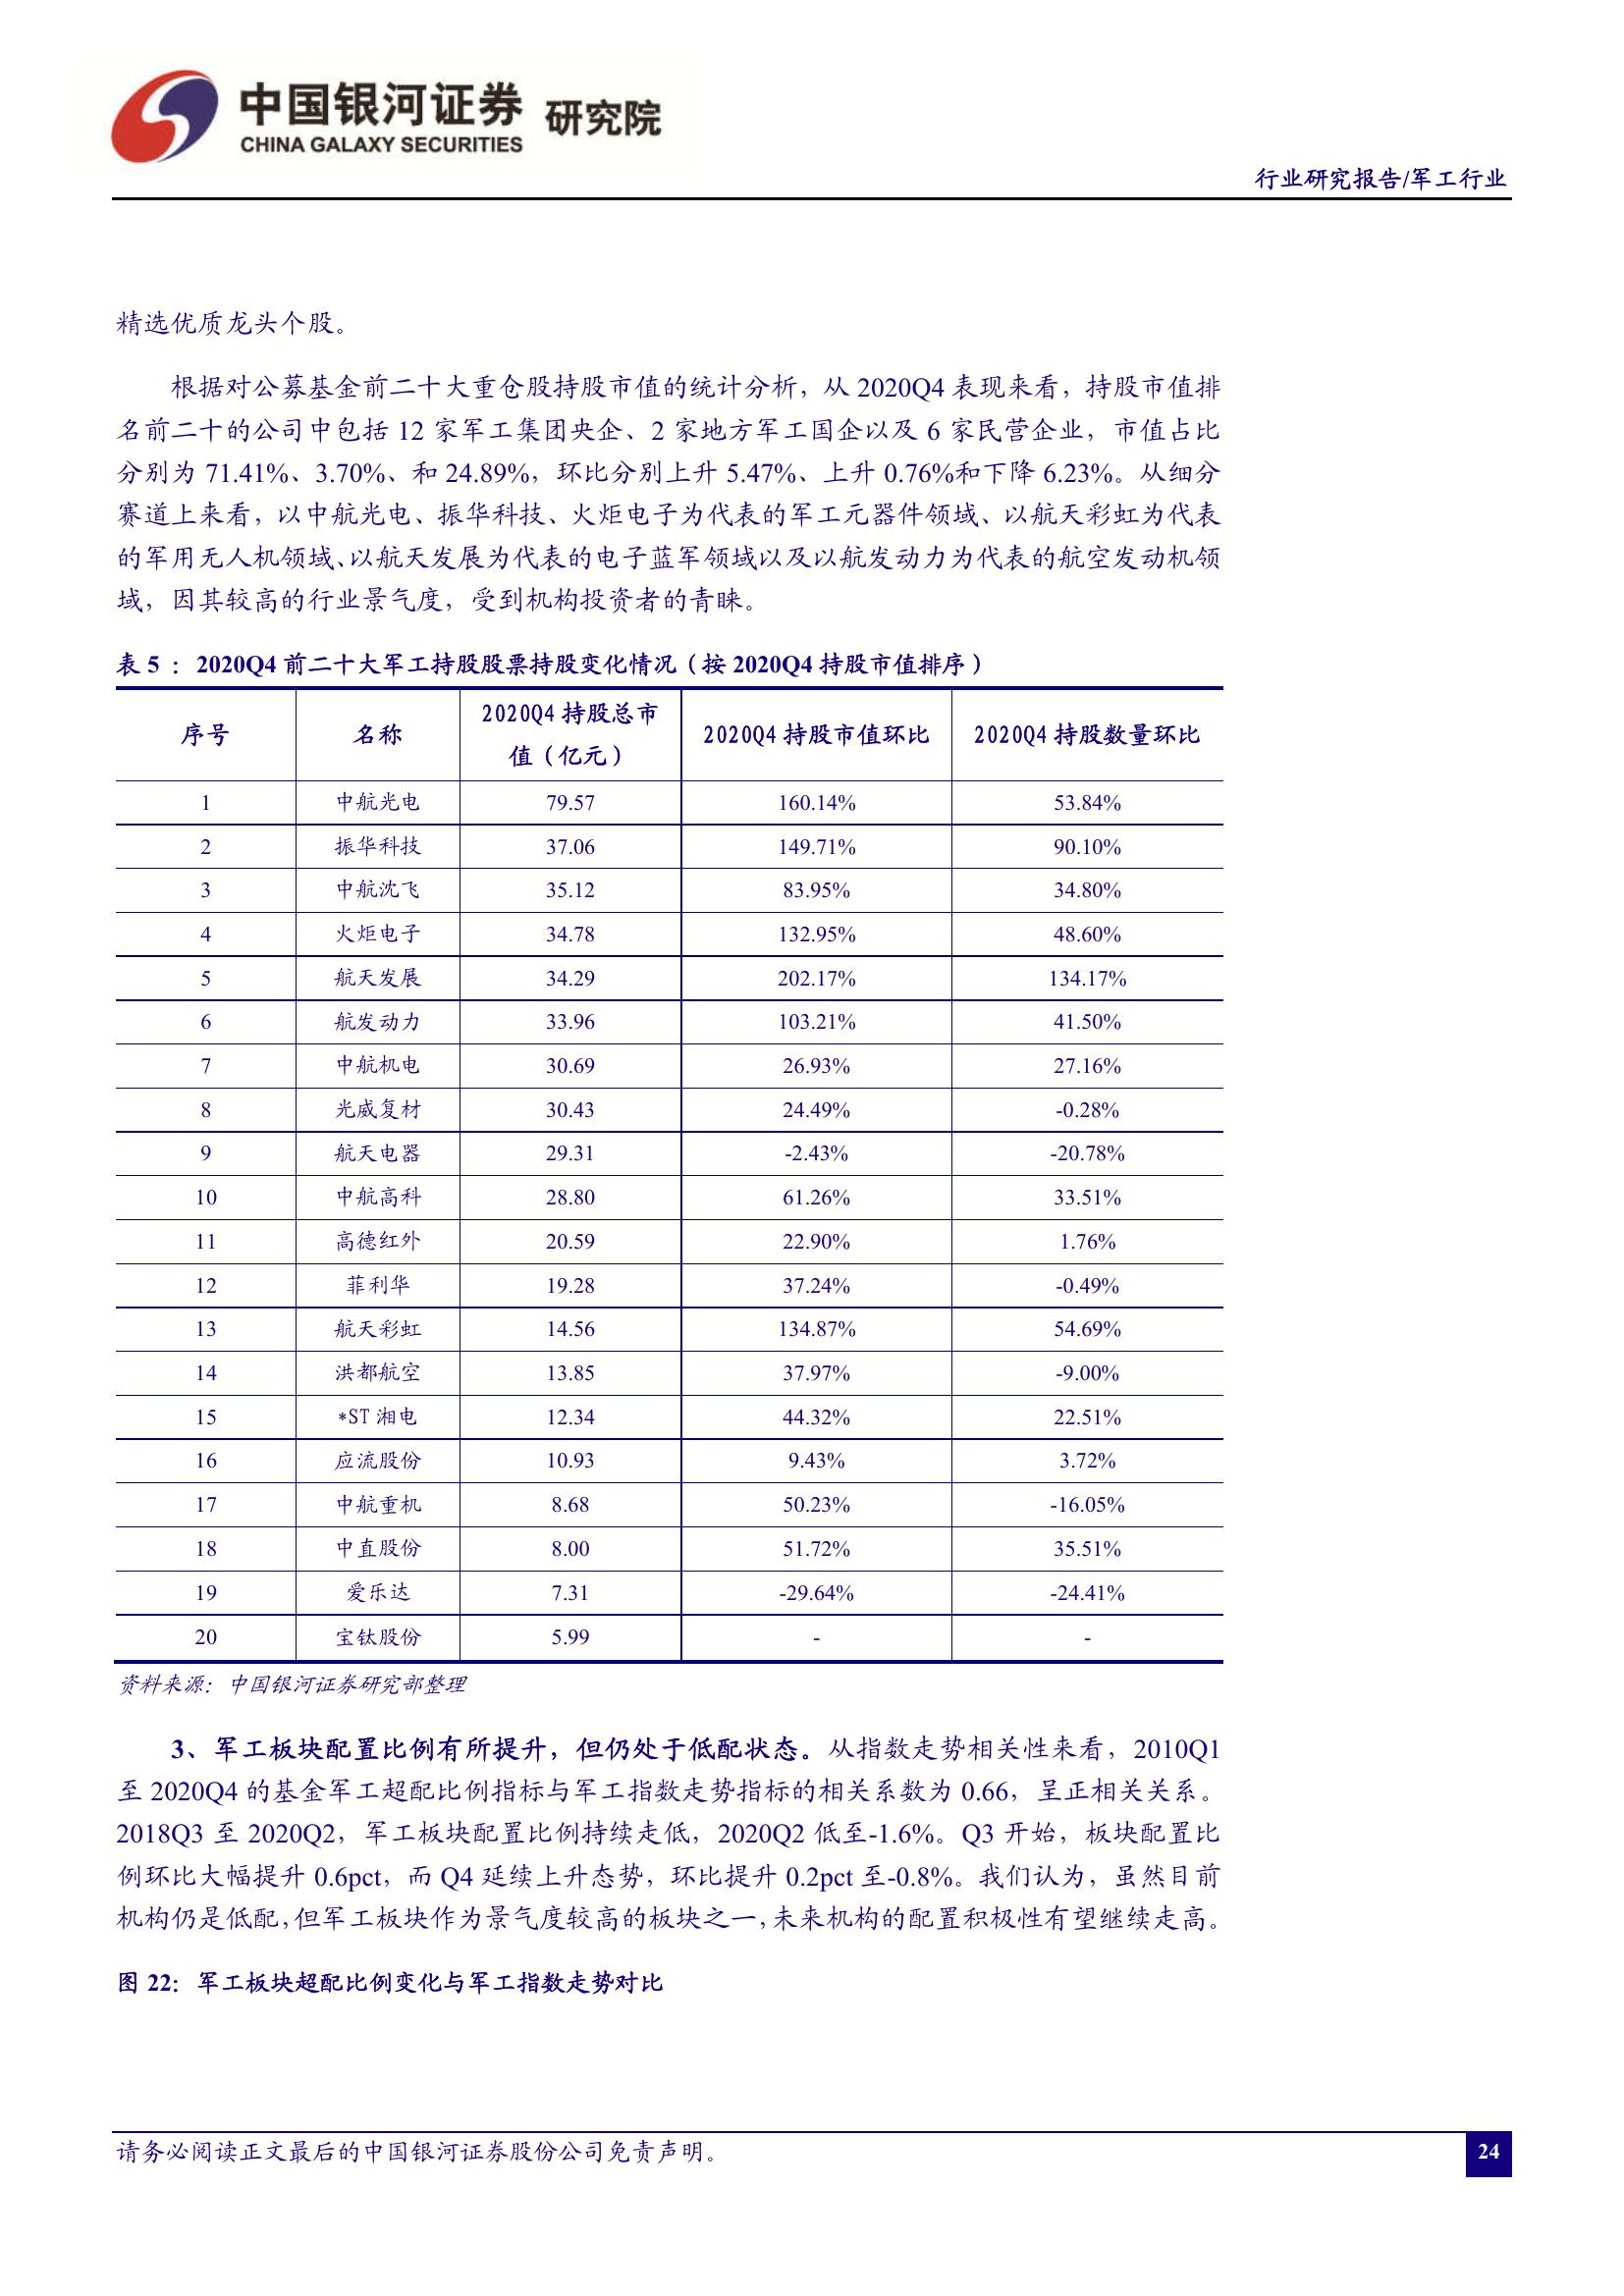 中国银河证券 研究院
CHINA GALAXY SECURITIES
行业研究报告/军工行业
精选优质龙头个股。
根据对公募基金前二十大重仓股持股市值的统计分析，从 2020Q4 表现来看，持股市值排
名前二十的公司中包括 12 家军工集团央企、2 家地方军工国企以及 6 家民营企业，市值占比
分别为 71.41%、3.70%、和 24.89%，环比分别上升 5.47%、上升 0.76%和下降 6.23%。从细分
赛道上来看，以中航光电、振华科技、火炬电子为代表的军工元器件领域、以航天彩虹为代表
的军用无人机领域、以航天发展为代表的电子蓝军领域以及以航发动力为代表的航空发动机领
域，因其较高的行业景气度，受到机构投资者的青睐。
表 5 ：2020Q4 前二十大军工持股股票持股变化情况（按 2020Q4 持股市值排序）
序号 名称 2020Q4 持股总市值（亿元） 2020Q4 持股市值环比 2020Q4 持股数量环比
1 中航光电 79.57 160.14% 53.84%
2 振华科技 37.06 149.71% 90.10%
3 中航沈飞 35.12 83.95% 34.80%
4 火炬电子 34.78 132.95% 48.60%
5 航天发展 34.29 202.17% 134.17%
6 航发动力 33.96 103.21% 41.50%
7 中航机电 30.69 26.93% 27.16%
8 光威复材 30.43 24.49% -0.28%
9 航天电器 29.31 -2.43% -20.78%
10 中航高科 28.80 61.26% 33.51%
11 高德红外 20.59 22.90% 1.76%
12 菲利华 19.28 37.24% -0.49%
13 航天彩虹 14.56 134.87% 54.69%
14 洪都航空 13.85 37.97% -9.00%
15 *ST 湘电 12.34 44.32% 22.51%
16 应流股份 10.93 9.43% 3.72%
17 中航重机 8.68 50.23% -16.05%
18 中直股份 8.00 51.72% 35.51%
19 爱乐达 7.31 -29.64% -24.41%
20 宝钛股份 5.99 - -
资料来源：中国银河证券研究部整理
3、军工板块配置比例有所提升，但仍处于低配状态。从指数走势相关性来看，2010Q1
至 2020Q4 的基金军工超配比例指标与军工指数走势指标的相关系数为 0.66，呈正相关关系。
2018Q3 至 2020Q2，军工板块配置比例持续走低，2020Q2 低至-1.6%。Q3 开始，板块配置比
例环比大幅提升 0.6pct，而 Q4 延续上升态势，环比提升 0.2pct 至-0.8%。我们认为，虽然目前
机构仍是低配，但军工板块作为景气度较高的板块之一，未来机构的配置积极性有望继续走高。
图 22：军工板块超配比例变化与军工指数走势对比
请务必阅读正文最后的中国银河证券股份公司免责声明。
24